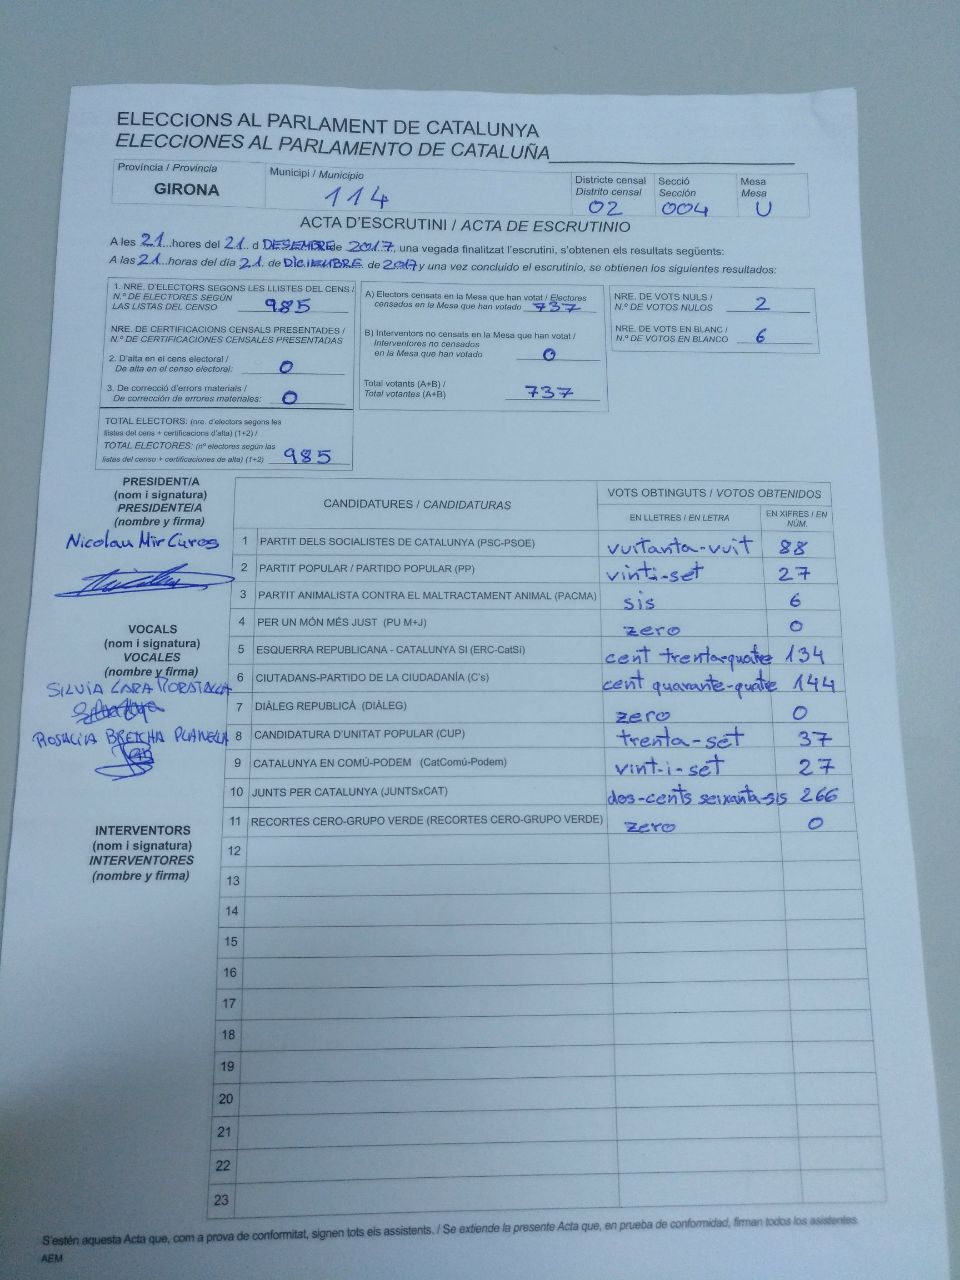 ELECCIONS AL PARLAMENT DE CATALUNYA
ELECCIONES AL PARLAMENTO DE CATALUÑA
Província / Provincia
GIRONA
Municipi / Municipio
114
Districte censal
Distrito censal
02
Secció
Sección
004
Mesa
Mesa
U
ACTA D'ESCRUTINI / ACTA DE ESCRUTINIO
A les 21 hores del 21 d DESEMBRE de 2017, una vegada finalitzat l'escrutini, s'obtenen els resultats següents:
A las 21 horas del día 21 de DICIEMBRE de 2017 y una vez concluido el escrutinio, se obtienen los siguientes resultados:
1. NRE. D'ELECTORS SEGONS LES LLISTES DEL CENS /
N.º DE ELECTORES SEGÚN
LAS LISTAS DEL CENSO 985
NRE. DE CERTIFICACIONS CENSALS PRESENTADES /
N.º DE CERTIFICACIONES CENSALES PRESENTADAS
2. D'alta en el cens electoral /
De alta en el censo electoral: 0
3. De correcció d'errors materials /
De corrección de errores materiales: 0
TOTAL ELECTORS: (nre. d'electors segons les
llistes del cens + certificacions d'alta) (1+2) /
TOTAL ELECTORES: (nº electores según las
listas del censo + certificaciones de alta) (1+2) 985
A) Electors censats en la Mesa que han votat / Electores
censados en la Mesa que han votado 737
B) Interventors no censats en la Mesa que han votat /
Interventores no censados
en la Mesa que han votado 0
Total votants (A+B) /
Total votantes (A+B) 737
NRE. DE VOTS NULS /
N.º DE VOTOS NULOS 2
NRE. DE VOTS EN BLANC /
N.º DE VOTOS EN BLANCO 6
PRESIDENT/A
(nom i signatura)
PRESIDENTE/A
(nombre y firma)
Nicolau Mir Curos
VOCALS
(nom i signatura)
VOCALES
(nombre y firma)
SILVIA LARA MORATALLA
ROSALIA BRETCHA PLANELLA
INTERVENTORS
(nom i signatura)
INTERVENTORES
(nombre y firma)
CANDIDATURES / CANDIDATURAS
VOTS OBTINGUTS / VOTOS OBTENIDOS
EN LLETRES / EN LETRA
EN XIFRES / EN NÚM.
1 PARTIT DELS SOCIALISTES DE CATALUNYA (PSC-PSOE) vuitanta-vuit 88
2 PARTIT POPULAR / PARTIDO POPULAR (PP) vint-i-set 27
3 PARTIT ANIMALISTA CONTRA EL MALTRACTAMENT ANIMAL (PACMA) sis 6
4 PER UN MÓN MÉS JUST (PU M+J) zero 0
5 ESQUERRA REPUBLICANA - CATALUNYA SI (ERC-CatSi) cent trenta-quatre 134
6 CIUTADANS-PARTIDO DE LA CIUDADANÍA (C's) cent quarante-quatre 144
7 DIÀLEG REPUBLICÀ (DIÀLEG) zero 0
8 CANDIDATURA D'UNITAT POPULAR (CUP) trenta-set 37
9 CATALUNYA EN COMÚ-PODEM (CatComú-Podem) vint-i-set 27
10 JUNTS PER CATALUNYA (JUNTSxCAT) dos-cents seixanta-sis 266
11 RECORTES CERO-GRUPO VERDE (RECORTES CERO-GRUPO VERDE) zero 0
12
13
14
15
16
17
18
19
20
21
22
23
S'estén aquesta Acta que, com a prova de conformitat, signen tots els assistents. / Se extiende la presente Acta que, en prueba de conformidad, firman todos los asistentes.
AEM